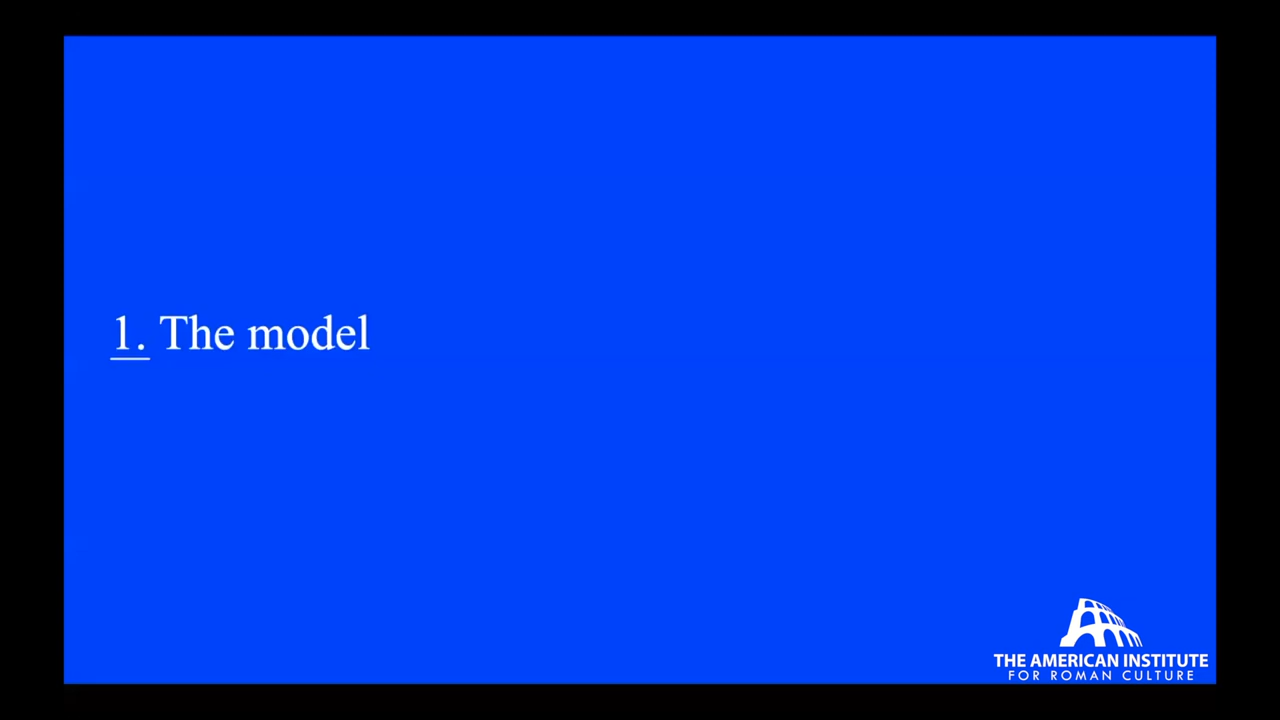 1. The model
THE AMERICAN INSTITUTE
FOR ROMAN CULTURE